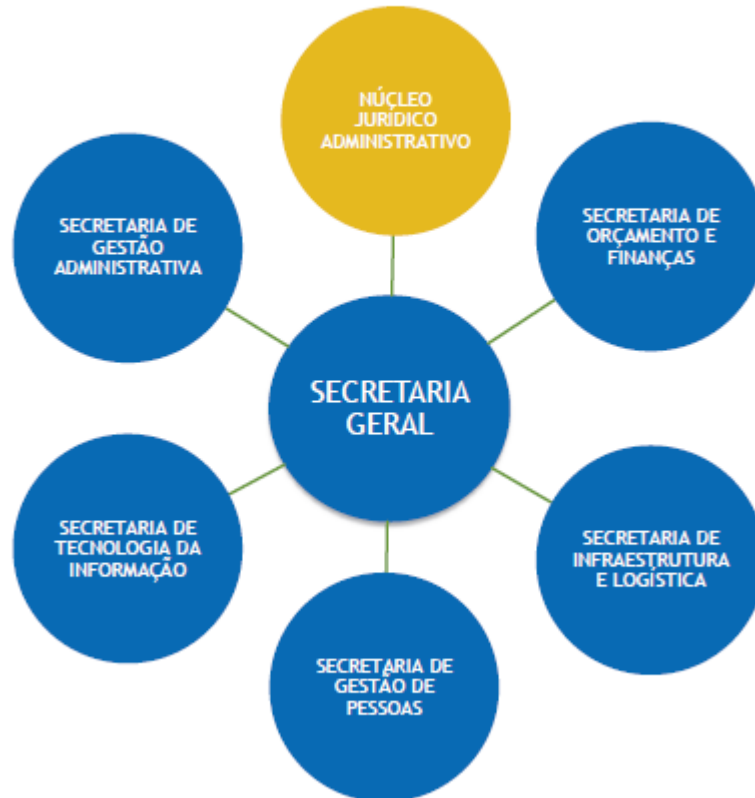 NÚCLEO
JURÍDICO
ADMINISTRATIVO
SECRETARIA DE
GESTÃO
ADMINISTRATIVA
SECRETARIA DE
ORÇAMENTO E
FINANÇAS
SECRETARIA
GERAL
SECRETARIA DE
TECNOLOGIA DA
INFORMAÇÃO
SECRETARIA DE
INFRAESTRUTURA
E LOGÍSTICA
SECRETARIA DE
GESTÃO DE
PESSOAS